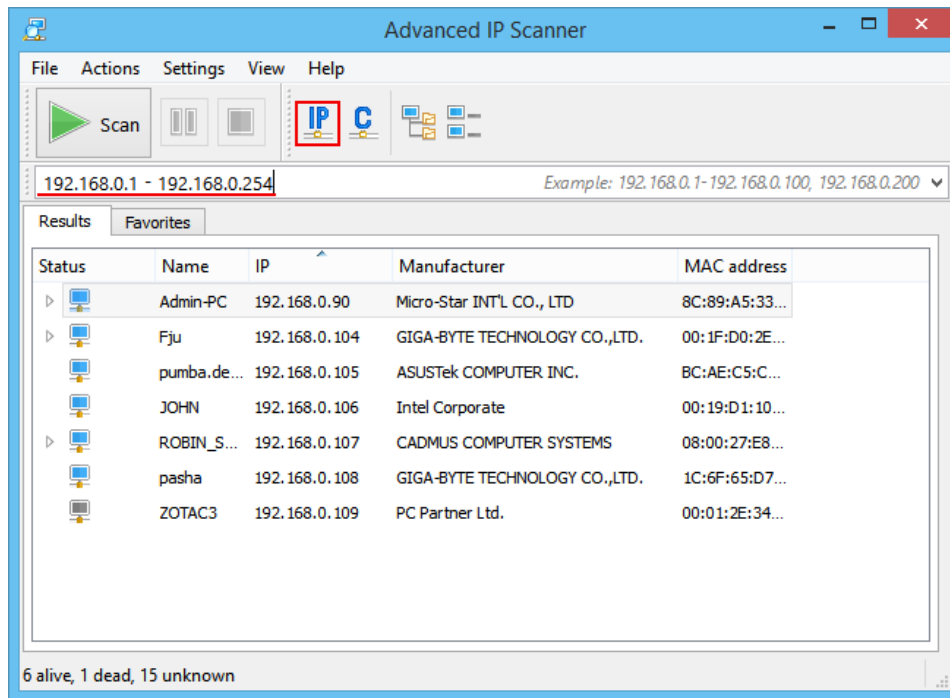 Advanced IP Scanner
File Actions Settings View Help
Scan IP C
192.168.0.1 - 192.168.0.254 Example: 192.168.0.1-192.168.0.100, 192.168.0.200
Results Favorites
Status Name IP Manufacturer MAC address
Admin-PC 192.168.0.90 Micro-Star INT'L CO., LTD 8C:89:A5:33...
Fju 192.168.0.104 GIGA-BYTE TECHNOLOGY CO.,LTD. 00:1F:D0:2E...
pumba.de... 192.168.0.105 ASUSTek COMPUTER INC. BC:AE:C5:C...
JOHN 192.168.0.106 Intel Corporate 00:19:D1:10...
ROBIN_S... 192.168.0.107 CADMUS COMPUTER SYSTEMS 08:00:27:E8...
pasha 192.168.0.108 GIGA-BYTE TECHNOLOGY CO.,LTD. 1C:6F:65:D7...
ZOTAC3 192.168.0.109 PC Partner Ltd. 00:01:2E:34...
6 alive, 1 dead, 15 unknown